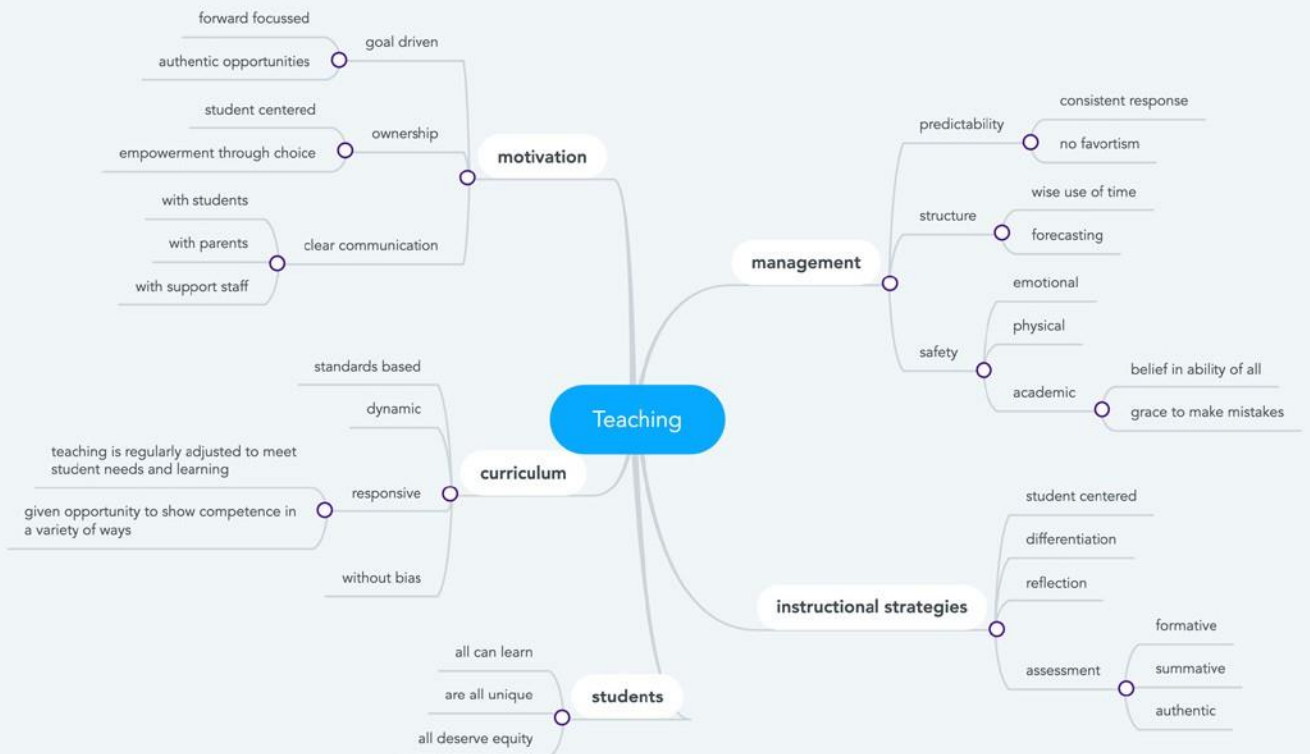 forward focussed
goal driven
authentic opportunities
student centered
ownership
empowerment through choice
motivation
with students
with parents
clear communication
with support staff
consistent response
predictability
no favortism
wise use of time
structure
forecasting
management
emotional
physical
safety
belief in ability of all
academic
grace to make mistakes
Teaching
standards based
dynamic
curriculum
teaching is regularly adjusted to meet
student needs and learning
responsive
given opportunity to show competence in
a variety of ways
without bias
student centered
differentiation
reflection
instructional strategies
formative
assessment
summative
authentic
all can learn
are all unique
students
all deserve equity